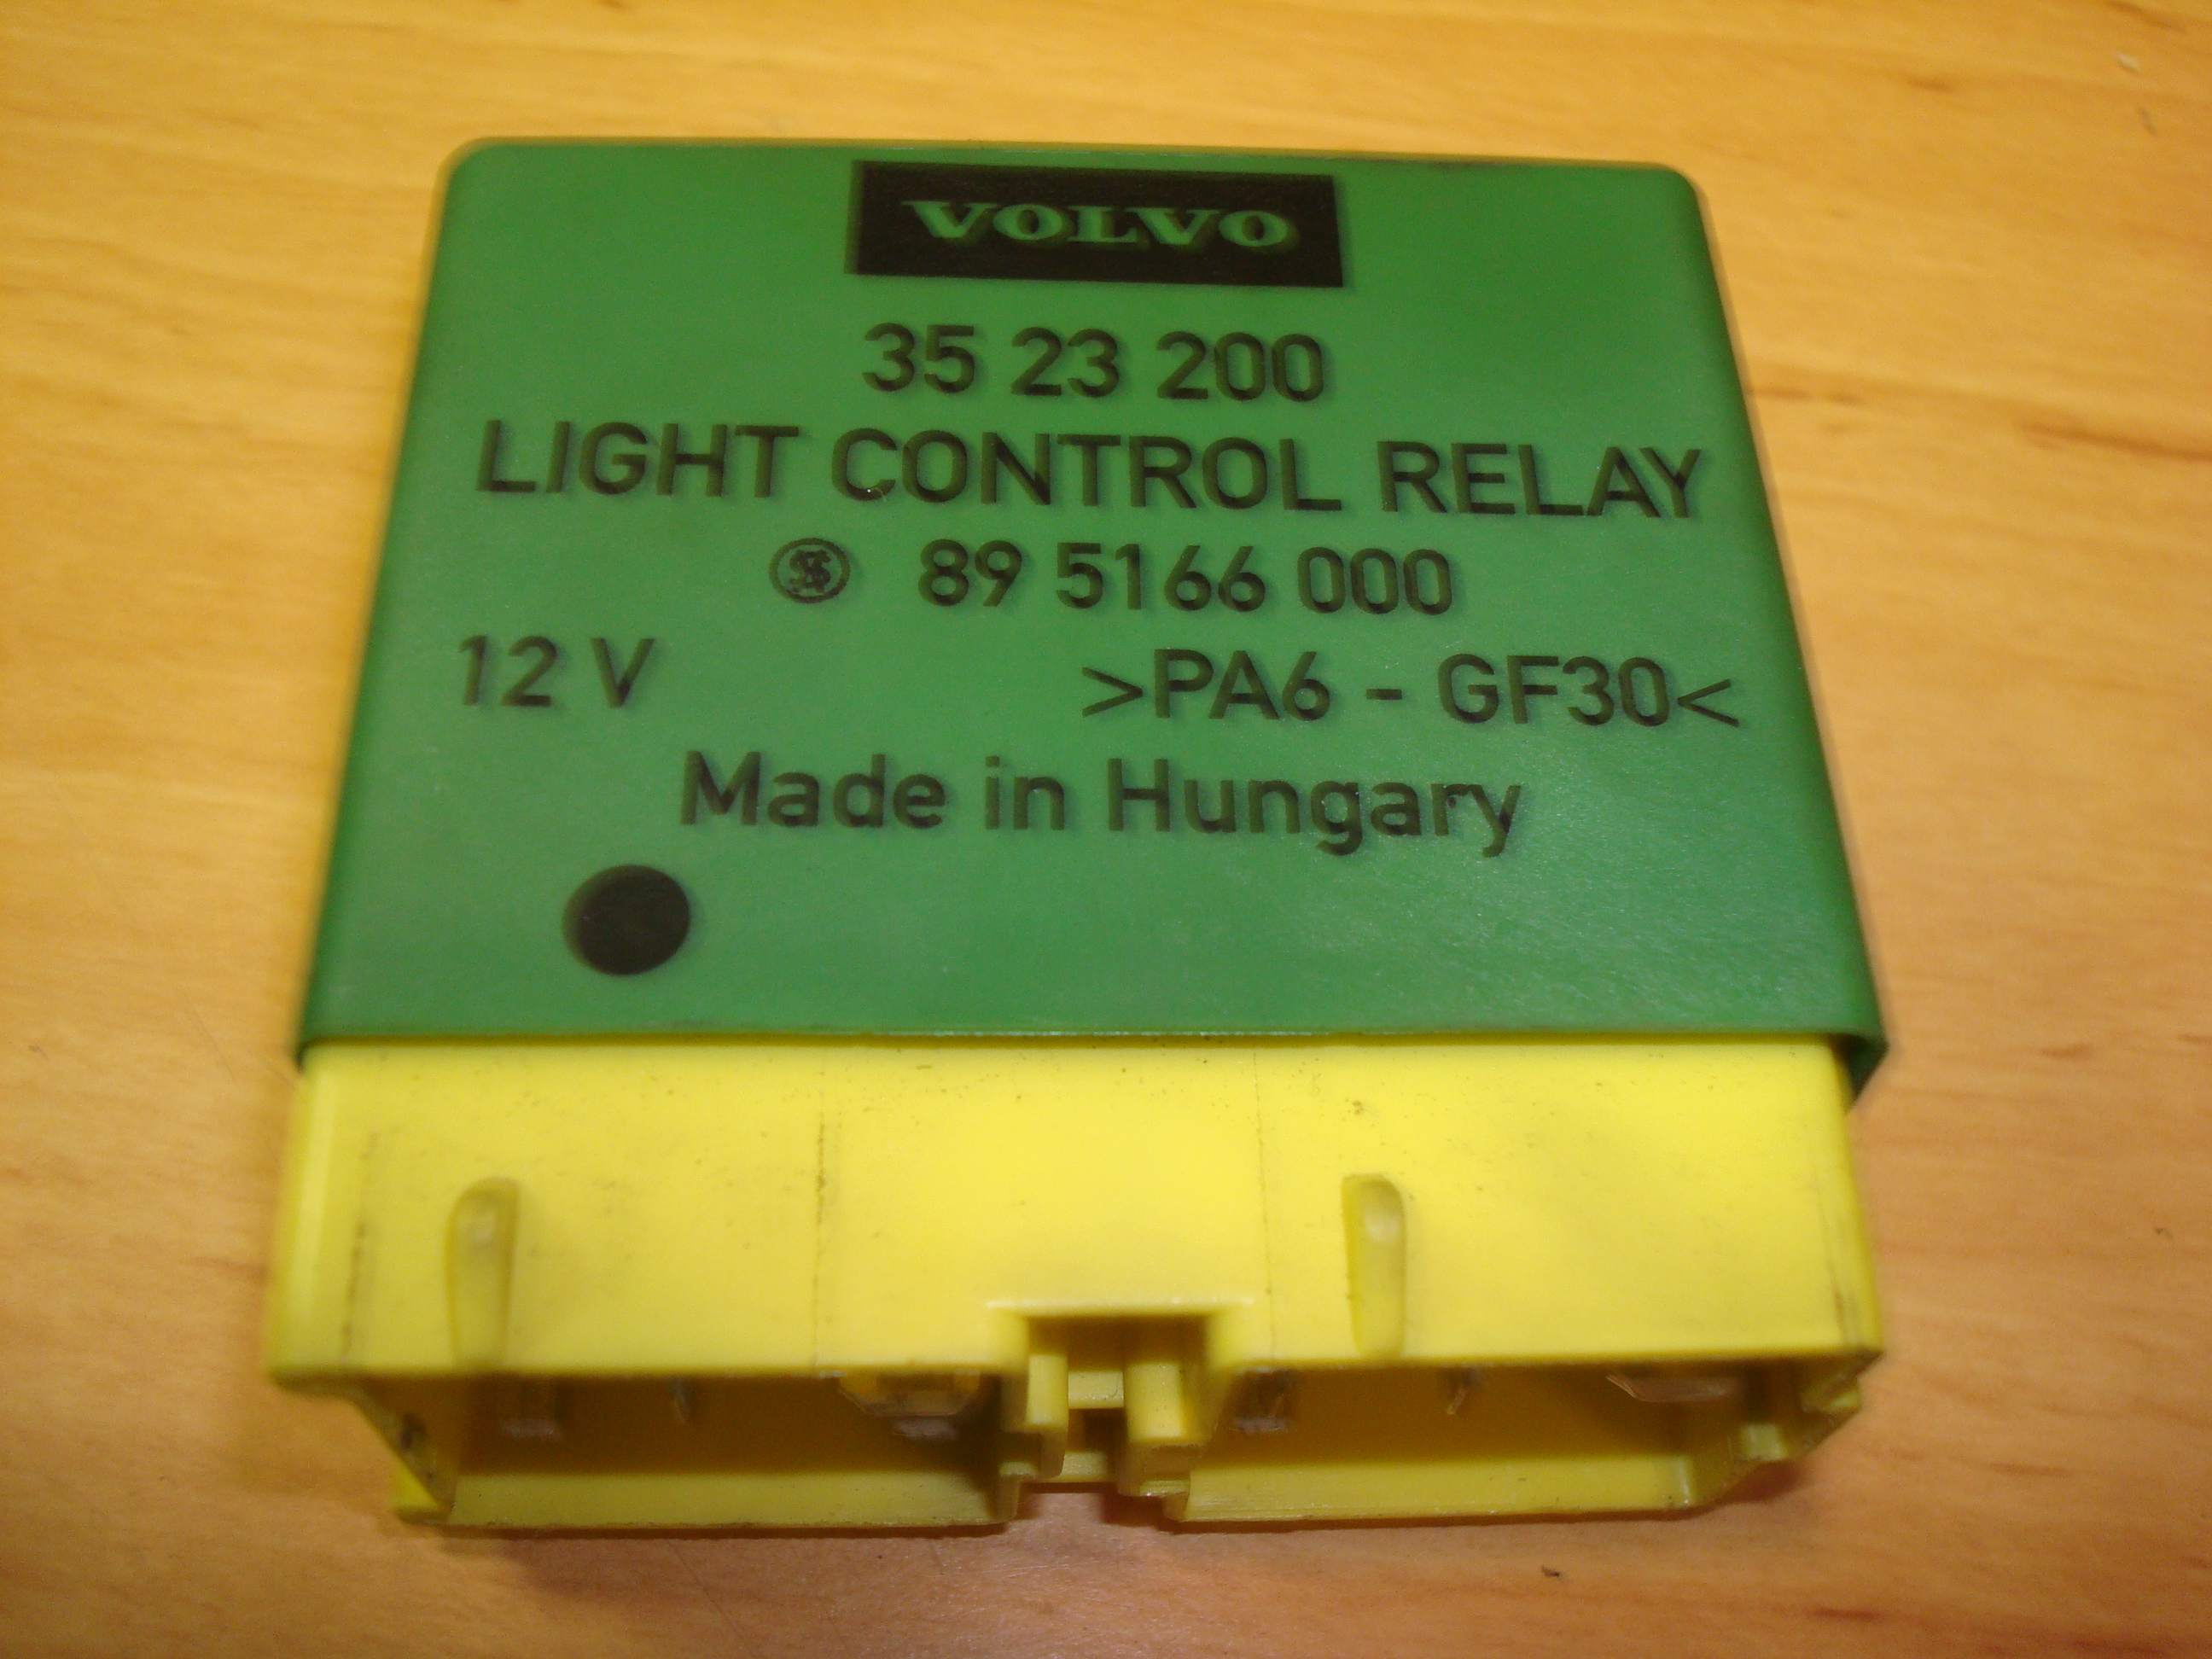 VOLVO
35 23 200
LIGHT CONTROL RELAY
89 5166 000
12 V >PA6 - GF30<
Made in Hungary